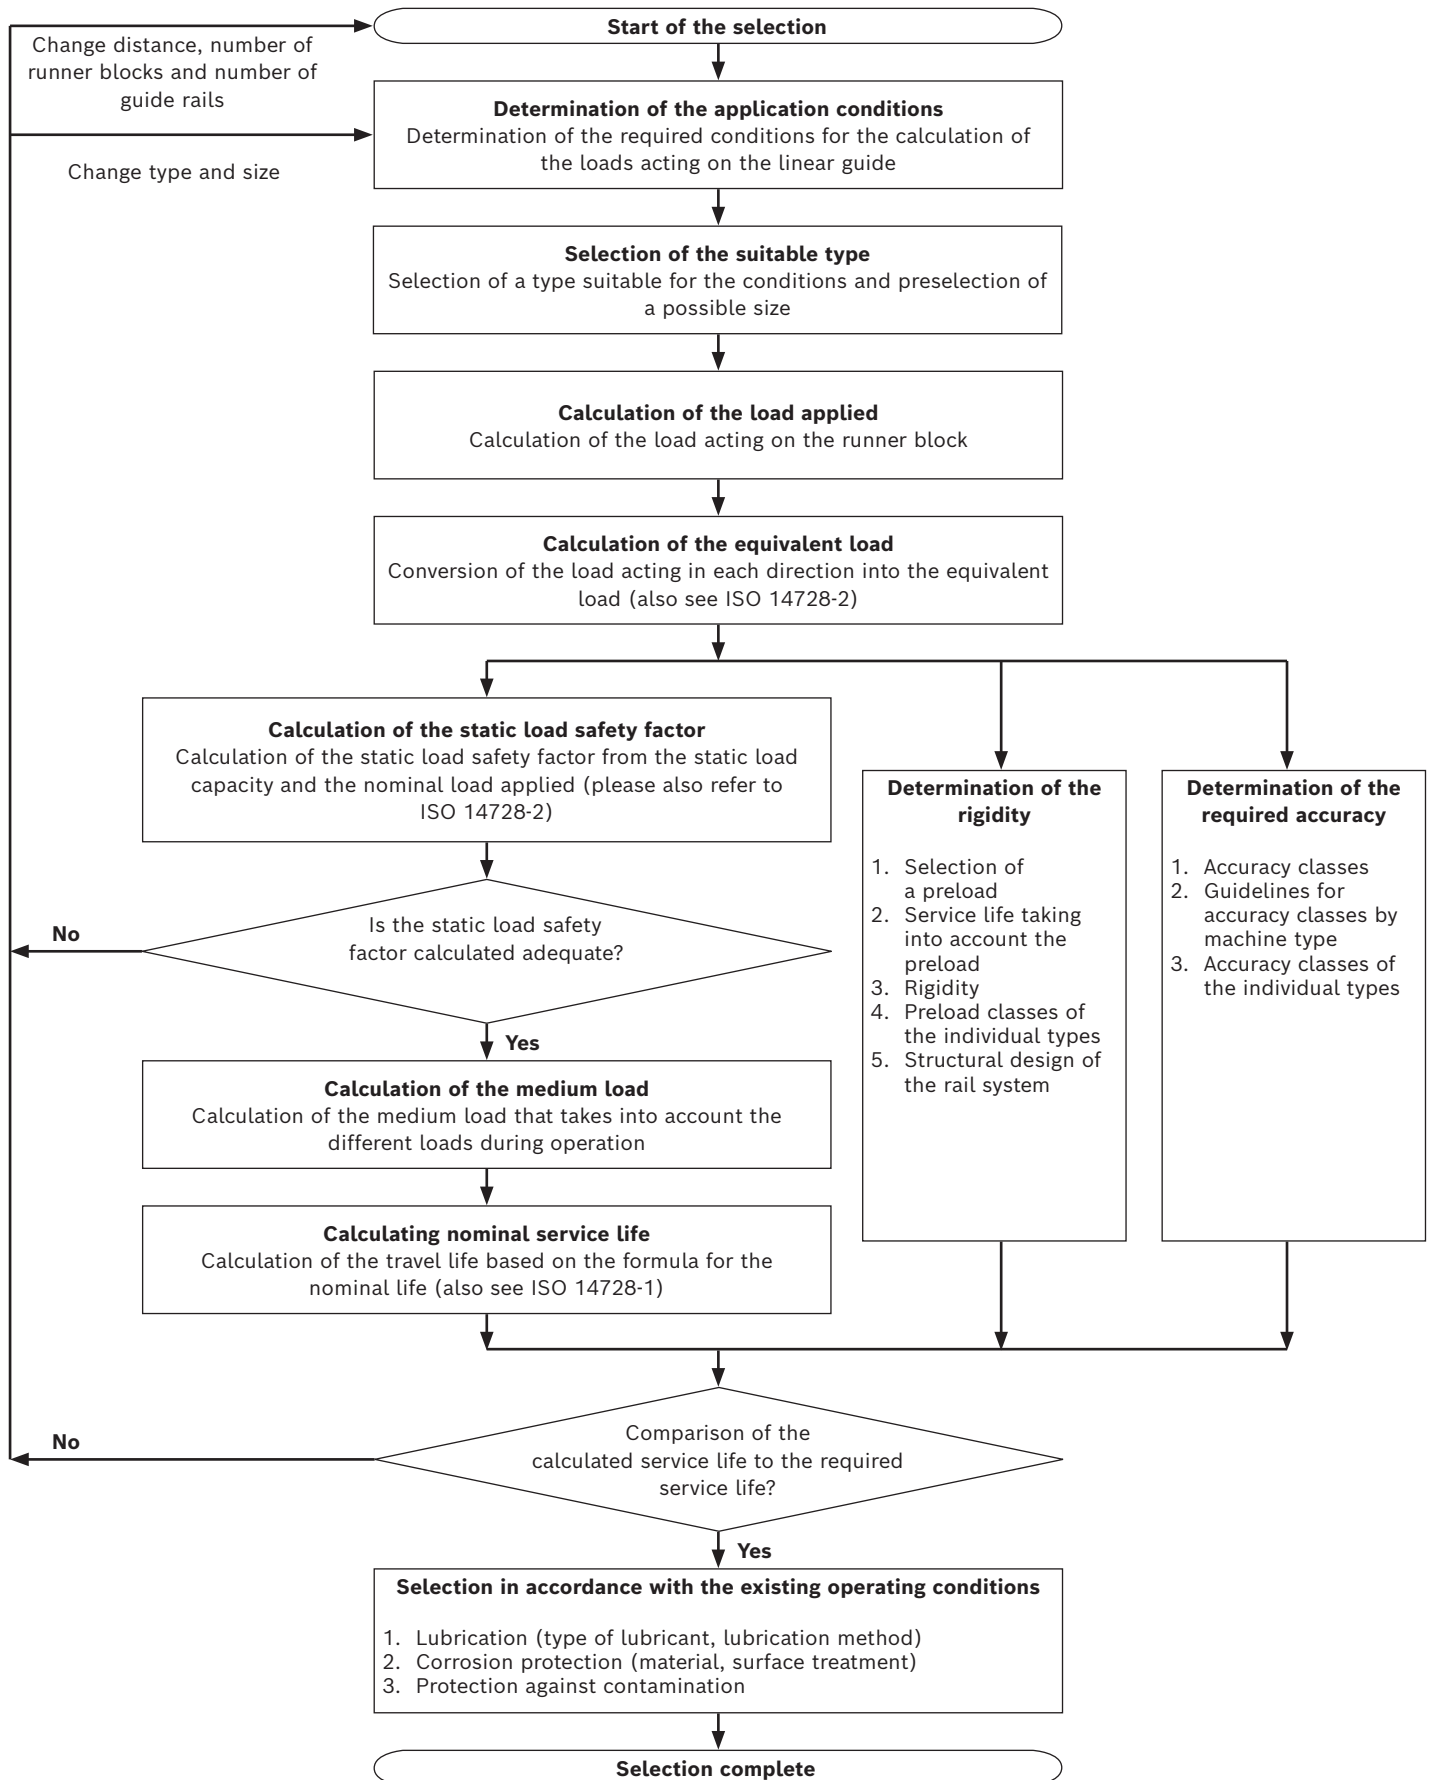 Start of the selection
Change distance, number of
runner blocks and number of
guide rails
Determination of the application conditions
Determination of the required conditions for the calculation of
the loads acting on the linear guide
Change type and size
Selection of the suitable type
Selection of a type suitable for the conditions and preselection of
a possible size
Calculation of the load applied
Calculation of the load acting on the runner block
Calculation of the equivalent load
Conversion of the load acting in each direction into the equivalent
load (also see ISO 14728-2)
Calculation of the static load safety factor
Calculation of the static load safety factor from the static load
capacity and the nominal load applied (please also refer to
ISO 14728-2)
Is the static load safety
factor calculated adequate?
No
Yes
Calculation of the medium load
Calculation of the medium load that takes into account the
different loads during operation
Calculating nominal service life
Calculation of the travel life based on the formula for the
nominal life (also see ISO 14728-1)
Determination of the
rigidity
1. Selection of
a preload
2. Service life taking
into account the
preload
3. Rigidity
4. Preload classes of
the individual types
5. Structural design of
the rail system
Determination of the
required accuracy
1. Accuracy classes
2. Guidelines for
accuracy classes by
machine type
3. Accuracy classes of
the individual types
Comparison of the
calculated service life to the required
service life?
No
Yes
Selection in accordance with the existing operating conditions
1. Lubrication (type of lubricant, lubrication method)
2. Corrosion protection (material, surface treatment)
3. Protection against contamination
Selection complete